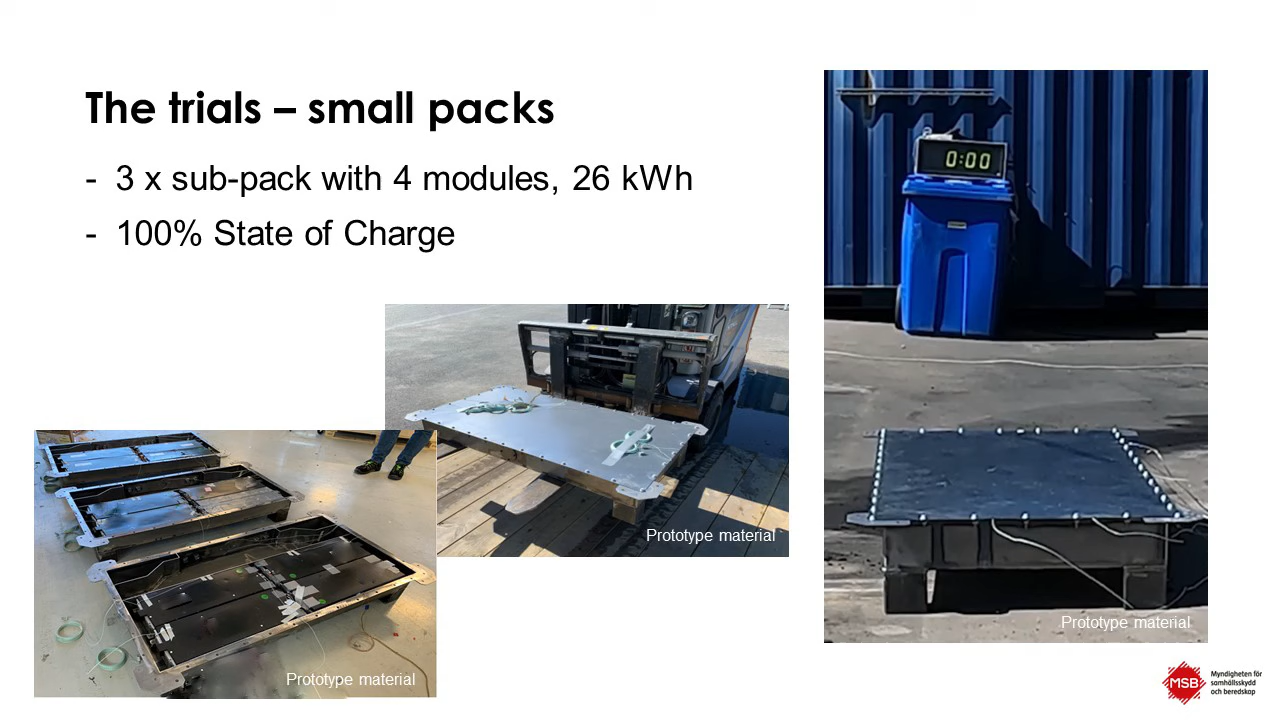 The trials – small packs
- 3 x sub-pack with 4 modules, 26 kWh
- 100% State of Charge
0:00
Prototype material
Prototype material
Prototype material
MSB
Myndigheten för
samhällsskydd
och beredskap